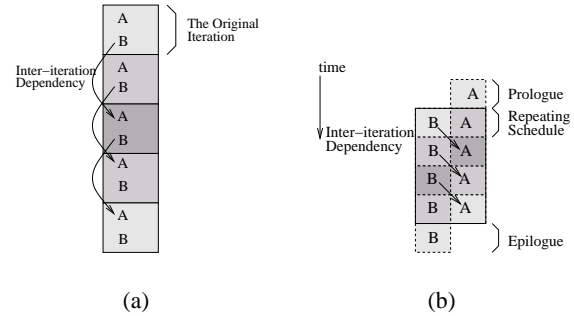 A
B
The Original
Iteration
Inter-iteration
Dependency
A
B
A
B
A
B
A
B
(a)
time
A
Prologue
B A
Repeating
Schedule
Inter-iteration
Dependency
B A
B A
B A
B
Epilogue
(b)